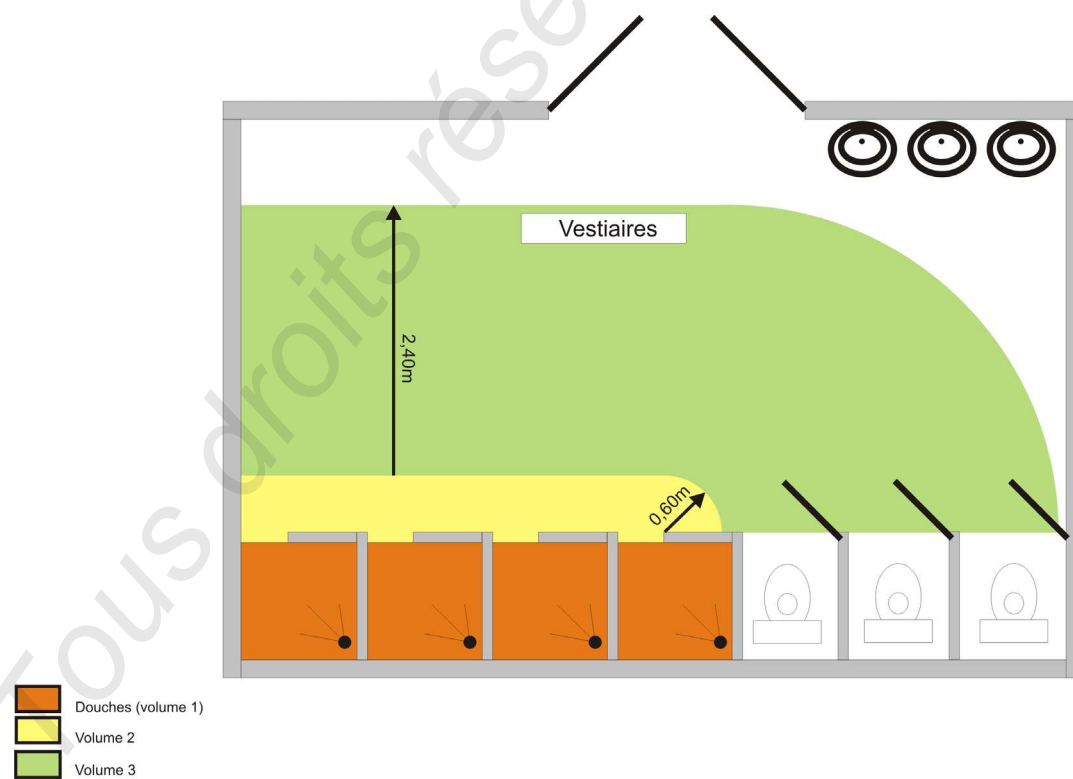 Vestiaires
2,40m
0,60m
Douches (volume 1)
Volume 2
Volume 3
Tous droits rése